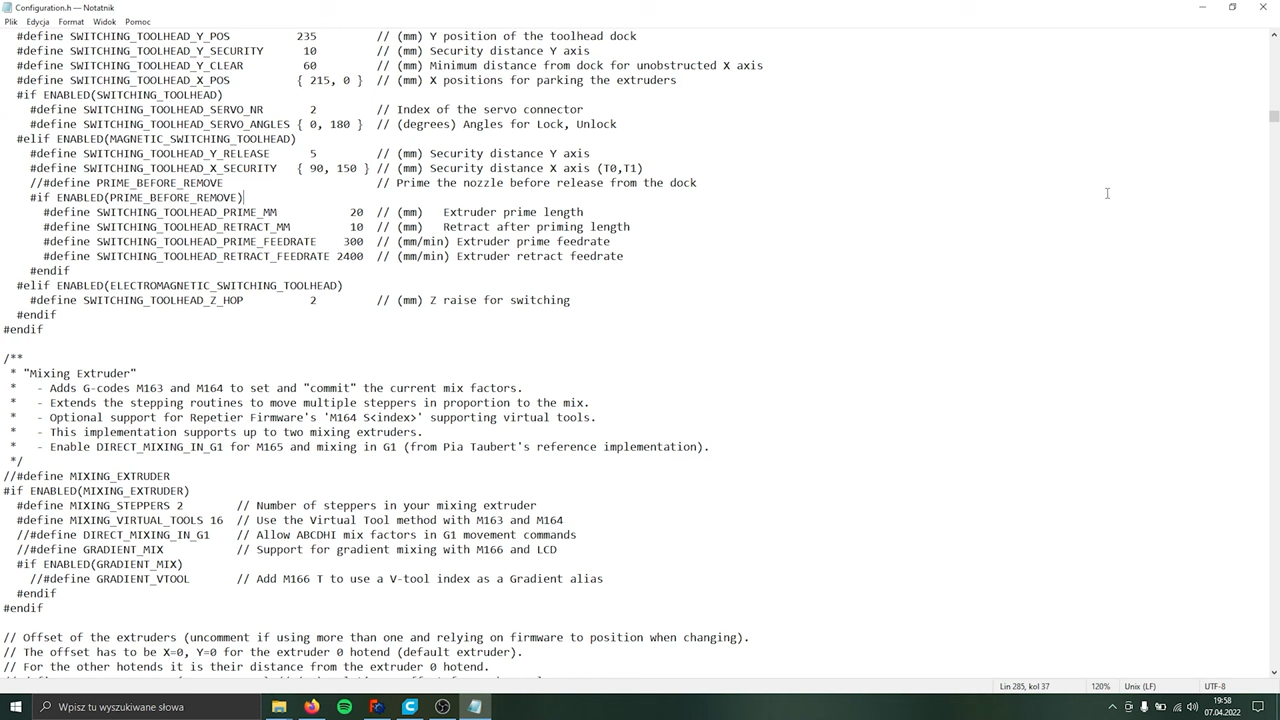 Configuration.h — Notatnik
Plik Edycja Format Widok Pomoc
#define SWITCHING_TOOLHEAD_Y_POS 235 // (mm) Y position of the toolhead dock
#define SWITCHING_TOOLHEAD_Y_SECURITY 10 // (mm) Security distance Y axis
#define SWITCHING_TOOLHEAD_Y_CLEAR 60 // (mm) Minimum distance from dock for unobstructed X axis
#define SWITCHING_TOOLHEAD_X_POS { 215, 0 } // (mm) X positions for parking the extruders
#if ENABLED(SWITCHING_TOOLHEAD)
#define SWITCHING_TOOLHEAD_SERVO_NR 2 // Index of the servo connector
#define SWITCHING_TOOLHEAD_SERVO_ANGLES { 0, 180 } // (degrees) Angles for Lock, Unlock
#elif ENABLED(MAGNETIC_SWITCHING_TOOLHEAD)
#define SWITCHING_TOOLHEAD_Y_RELEASE 5 // (mm) Security distance Y axis
#define SWITCHING_TOOLHEAD_X_SECURITY { 90, 150 } // (mm) Security distance X axis (T0,T1)
//#define PRIME_BEFORE_REMOVE // Prime the nozzle before release from the dock
#if ENABLED(PRIME_BEFORE_REMOVE)
#define SWITCHING_TOOLHEAD_PRIME_MM 20 // (mm) Extruder prime length
#define SWITCHING_TOOLHEAD_RETRACT_MM 10 // (mm) Retract after priming length
#define SWITCHING_TOOLHEAD_PRIME_FEEDRATE 300 // (mm/min) Extruder prime feedrate
#define SWITCHING_TOOLHEAD_RETRACT_FEEDRATE 2400 // (mm/min) Extruder retract feedrate
#endif
#elif ENABLED(ELECTROMAGNETIC_SWITCHING_TOOLHEAD)
#define SWITCHING_TOOLHEAD_Z_HOP 2 // (mm) Z raise for switching
#endif
#endif
/**
* "Mixing Extruder"
* - Adds G-codes M163 and M164 to set and "commit" the current mix factors.
* - Extends the stepping routines to move multiple steppers in proportion to the mix.
* - Optional support for Repetier Firmware's 'M164 S<index>' supporting virtual tools.
* - This implementation supports up to two mixing extruders.
* - Enable DIRECT_MIXING_IN_G1 for M165 and mixing in G1 (from Pia Taubert's reference implementation).
*/
//#define MIXING_EXTRUDER
#if ENABLED(MIXING_EXTRUDER)
#define MIXING_STEPPERS 2 // Number of steppers in your mixing extruder
#define MIXING_VIRTUAL_TOOLS 16 // Use the Virtual Tool method with M163 and M164
//#define DIRECT_MIXING_IN_G1 // Allow ABCDHI mix factors in G1 movement commands
//#define GRADIENT_MIX // Support for gradient mixing with M166 and LCD
#if ENABLED(GRADIENT_MIX)
//#define GRADIENT_VTOOL // Add M166 T to use a V-tool index as a Gradient alias
#endif
#endif
// Offset of the extruders (uncomment if using more than one and relying on firmware to position when changing).
// The offset has to be X=0, Y=0 for the extruder 0 hotend (default extruder).
// For the other hotends it is their distance from the extruder 0 hotend.
Lin 285, kol 37 120% Unix (LF) UTF-8
Wpisz tu wyszukiwane słowa
19:58
07.04.2022